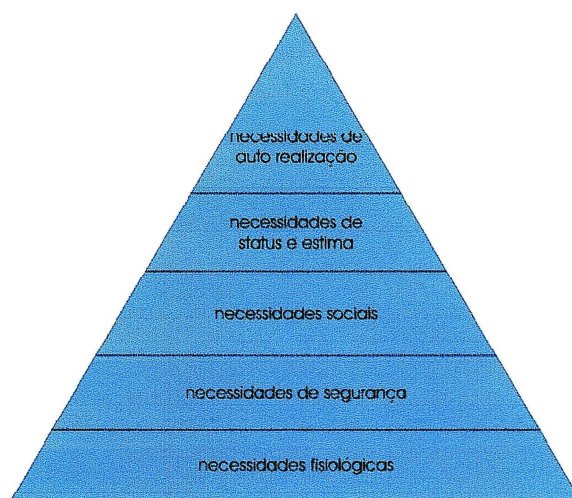 necessidades de
auto realização
necessidades de
status e estima
necessidades sociais
necessidades de segurança
necessidades fisiológicas